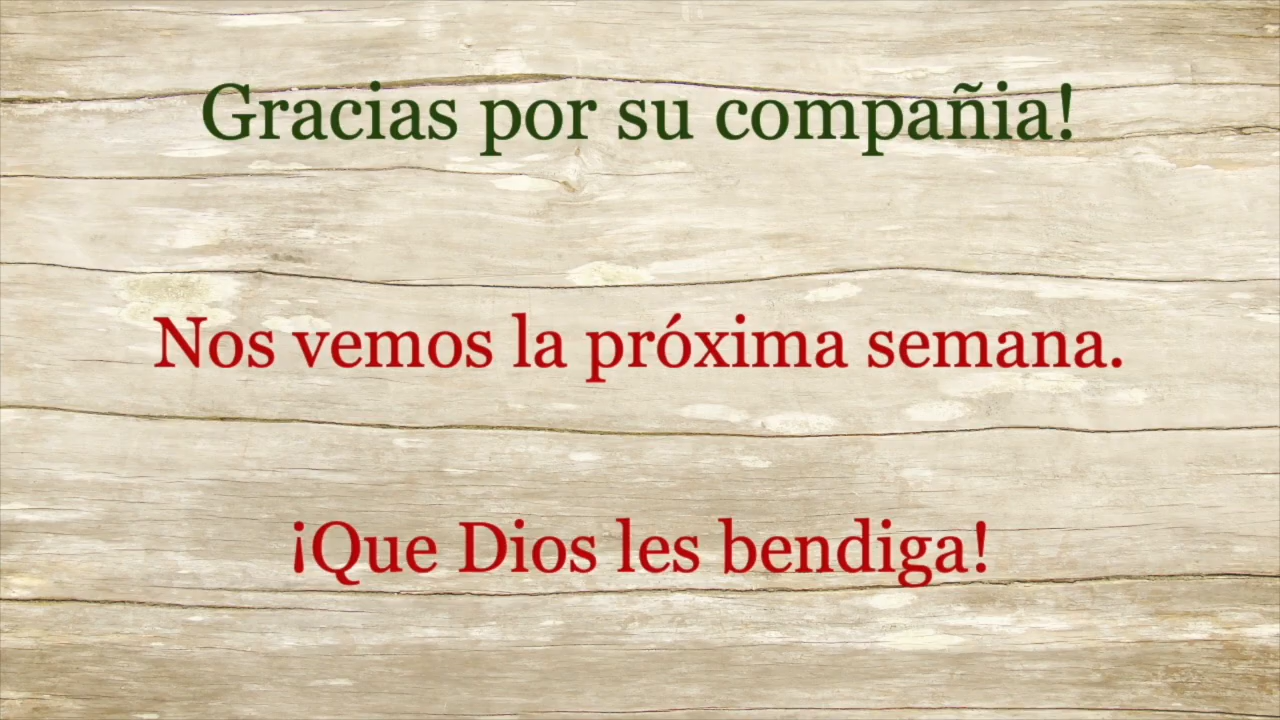 Gracias por su compañia!
Nos vemos la próxima semana.
¡Que Dios les bendiga!